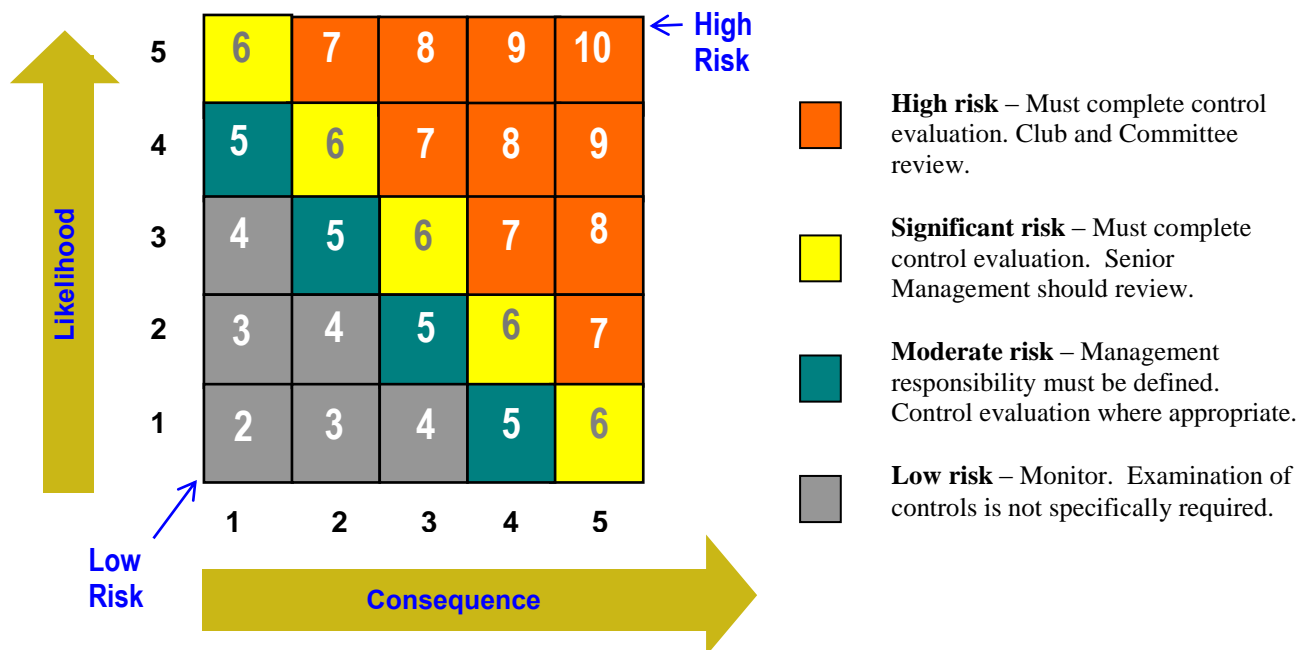 High
Risk
5 6 7 8 9 10
4 5 6 7 8 9
3 4 5 6 7 8
2 3 4 5 6 7
1 2 3 4 5 6
1 2 3 4 5
Likelihood
Low
Risk
Consequence
High risk – Must complete control
evaluation. Club and Committee
review.
Significant risk – Must complete
control evaluation.  Senior
Management should review.
Moderate risk – Management
responsibility must be defined.
Control evaluation where appropriate.
Low risk – Monitor.  Examination of
controls is not specifically required.